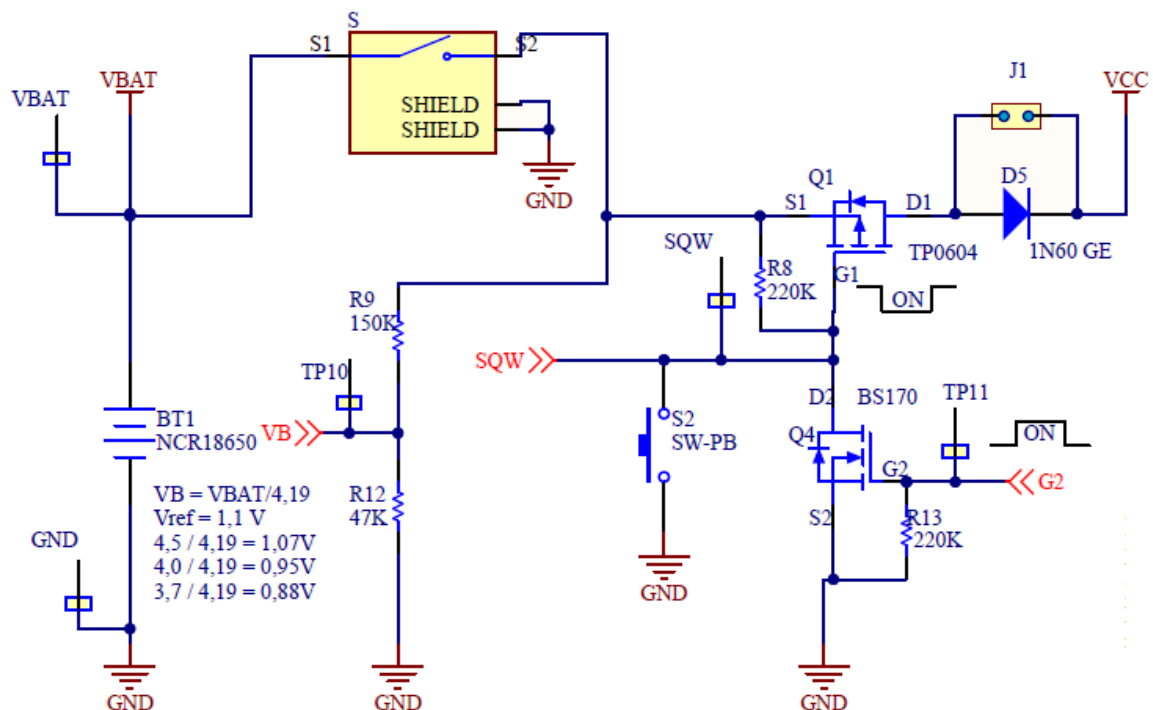 S
S1
S2
SHIELD
SHIELD
GND
VBAT
VBAT
J1
VCC
Q1
D5
S1
D1
TP0604
1N60 GE
SQW
R8
220K
G1
ON
R9
150K
TP10
SQW
D2
BS170
TP11
BT1
NCR18650
VB
S2
SW-PB
Q4
G2
ON
G2
VB = VBAT/4,19
Vref = 1,1 V
4,5 / 4,19 = 1,07V
4,0 / 4,19 = 0,95V
3,7 / 4,19 = 0,88V
R12
47K
S2
R13
220K
GND
GND
GND
GND
GND